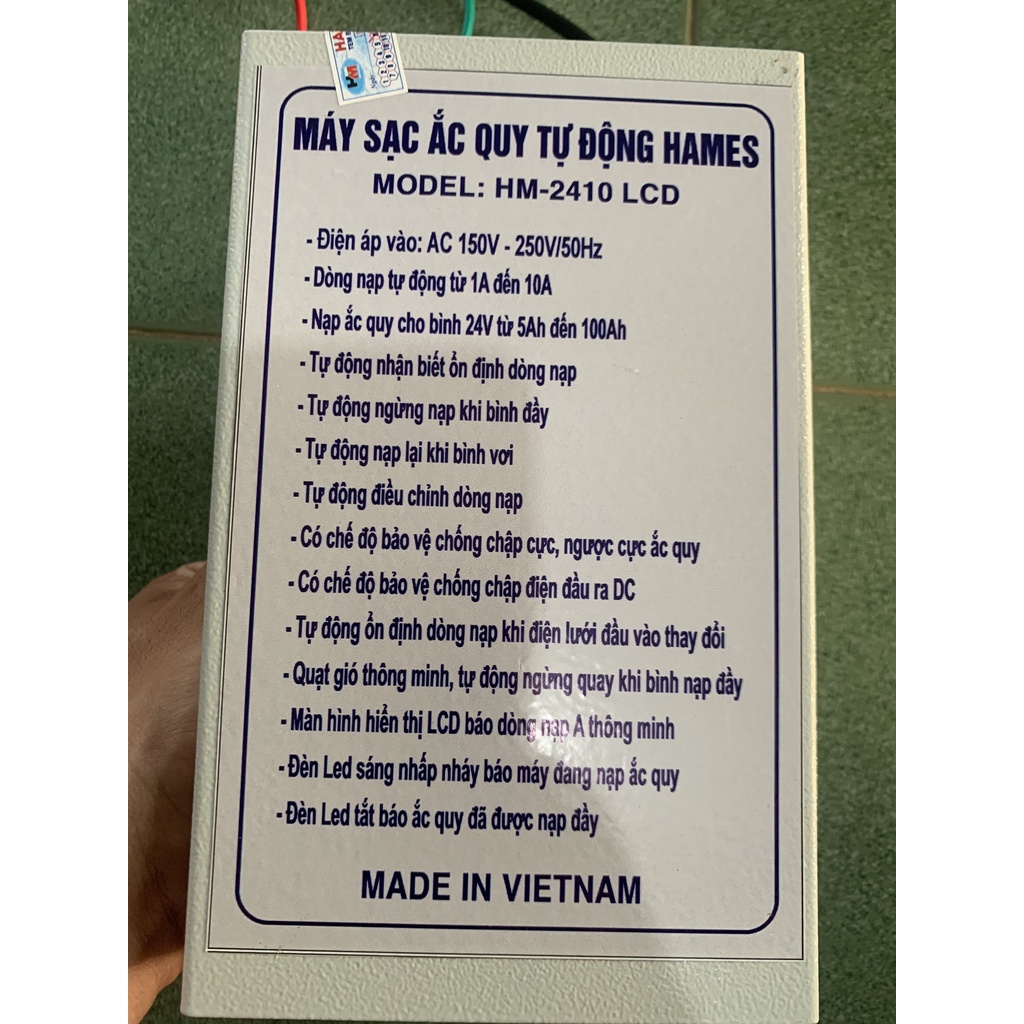 HM
MÁY SẠC ẮC QUY TỰ ĐỘNG HAMES
MODEL: HM-2410 LCD
- Điện áp vào: AC 150V - 250V/50Hz
- Dòng nạp tự động từ 1A đến 10A
- Nạp ắc quy cho bình 24V từ 5Ah đến 100Ah
- Tự động nhận biết ổn định dòng nạp
- Tự động ngừng nạp khi bình đầy
- Tự động nạp lại khi bình vơi
- Tự động điều chỉnh dòng nạp
- Có chế độ bảo vệ chống chập cực, ngược cực ắc quy
- Có chế độ bảo vệ chống chập điện đầu ra DC
- Tự động ổn định dòng nạp khi điện lưới đầu vào thay đổi
- Quạt gió thông minh, tự động ngừng quay khi bình nạp đầy
- Màn hình hiển thị LCD báo dòng nạp A thông minh
- Đèn Led sáng nhấp nháy báo máy đang nạp ắc quy
- Đèn Led tắt báo ắc quy đã được nạp đầy
MADE IN VIETNAM